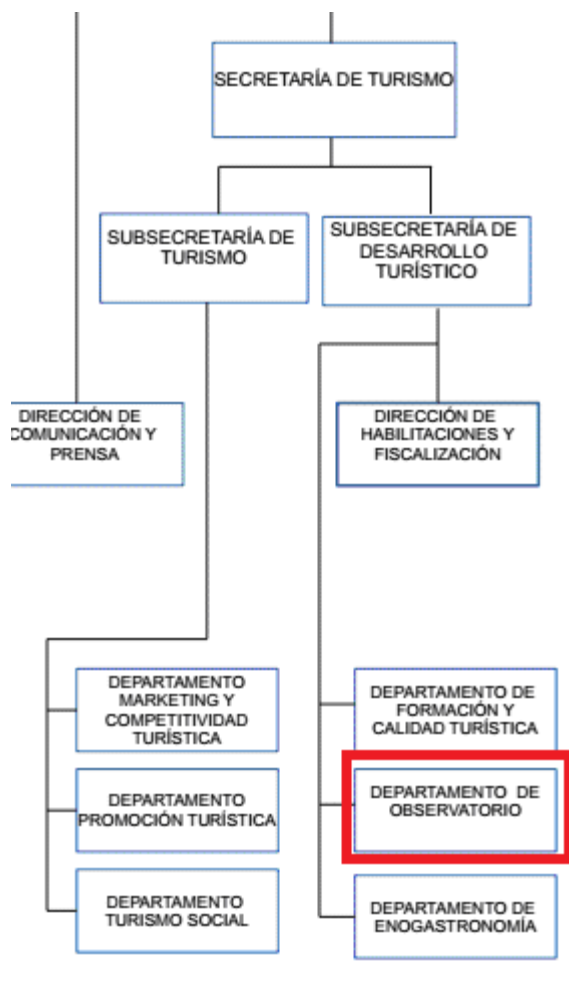 SECRETARÍA DE TURISMO
SUBSECRETARÍA DE
TURISMO
SUBSECRETARÍA DE
DESARROLLO
TURÍSTICO
DIRECCIÓN DE
COMUNICACIÓN Y
PRENSA
DIRECCIÓN DE
HABILITACIONES Y
FISCALIZACIÓN
DEPARTAMENTO
MARKETING Y
COMPETITIVIDAD
TURÍSTICA
DEPARTAMENTO DE
FORMACIÓN Y
CALIDAD TURÍSTICA
DEPARTAMENTO
PROMOCIÓN TURÍSTICA
DEPARTAMENTO DE
OBSERVATORIO
DEPARTAMENTO
TURISMO SOCIAL
DEPARTAMENTO DE
ENOGASTRONOMÍA